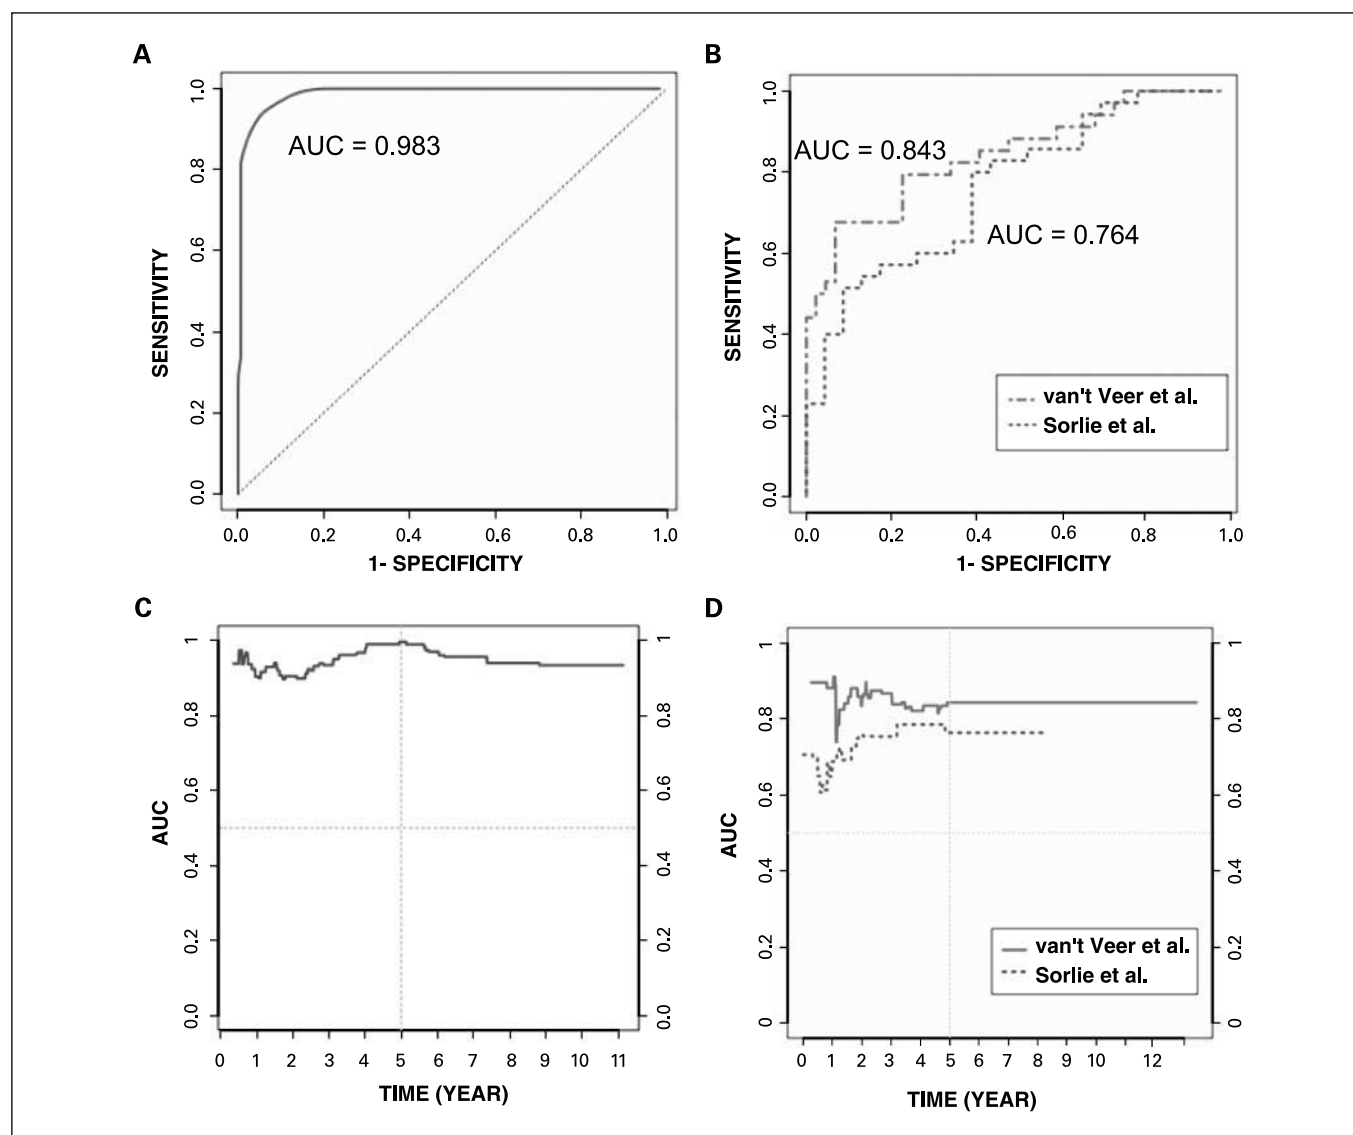 A
1.0
0.8
0.6
0.4
0.2
0.0
SENSITIVITY
AUC = 0.983
0.0 0.2 0.4 0.6 0.8 1.0
1- SPECIFICITY
B
1.0
0.8
0.6
0.4
0.2
0.0
SENSITIVITY
AUC = 0.843
AUC = 0.764
van't Veer et al.
Sorlie et al.
0.0 0.2 0.4 0.6 0.8 1.0
1- SPECIFICITY
C
1
0.8
0.6
0.4
0.2
0.0
AUC
1
0.8
0.6
0.4
0.2
0.0
0 1 2 3 4 5 6 7 8 9 10 11
TIME (YEAR)
D
1
0.8
0.6
0.4
0.2
0
AUC
1
0.8
0.6
0.4
0.2
0
van't Veer et al.
Sorlie et al.
0 1 2 3 4 5 6 7 8 9 10 12
TIME (YEAR)